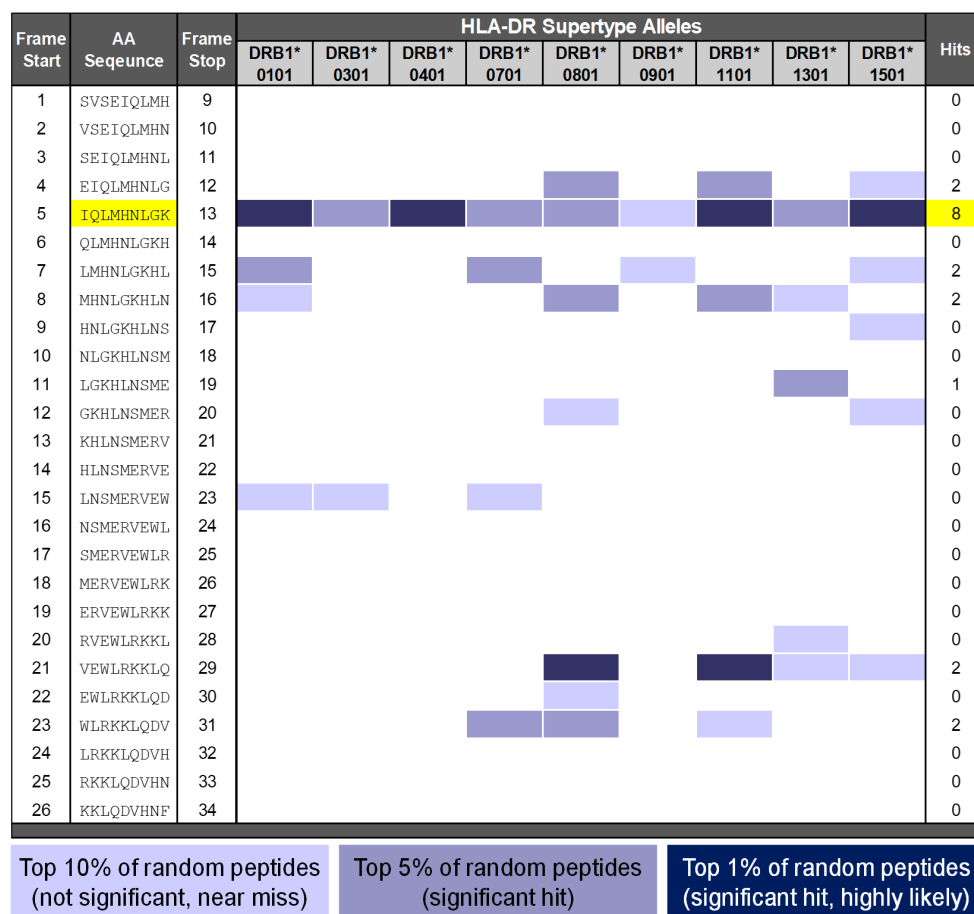 HLA-DR Supertype Alleles
Frame Start AA Seqeunce Frame Stop DRB1* 0101 DRB1* 0301 DRB1* 0401 DRB1* 0701 DRB1* 0801 DRB1* 0901 DRB1* 1101 DRB1* 1301 DRB1* 1501 Hits
1 SVSEIQLMH 9 0
2 VSEIQLMHN 10 0
3 SEIQLMHNL 11 0
4 EIQLMHNLG 12 2
5 IQLMHNLGK 13 8
6 QLMHNLGKH 14 0
7 LMHNLGKHL 15 2
8 MHNLGKHLN 16 2
9 HNLGKHLNS 17 0
10 NLGKHLNSM 18 0
11 LGKHLNSME 19 1
12 GKHLNSMER 20 0
13 KHLNSMERV 21 0
14 HLNSMERVE 22 0
15 LNSMERVEW 23 0
16 NSMERVEWL 24 0
17 SMERVEWLR 25 0
18 MERVEWLRK 26 0
19 ERVEWLRKK 27 0
20 RVEWLRKKL 28 0
21 VEWLRKKLQ 29 2
22 EWLRKKLQD 30 0
23 WLRKKLQDV 31 2
24 LRKKLQDVH 32 0
25 RKKLQDVHN 33 0
26 KKLQDVHNF 34 0
Top 10% of random peptides
(not significant, near miss)
Top 5% of random peptides
(significant hit)
Top 1% of random peptides
(significant hit, highly likely)